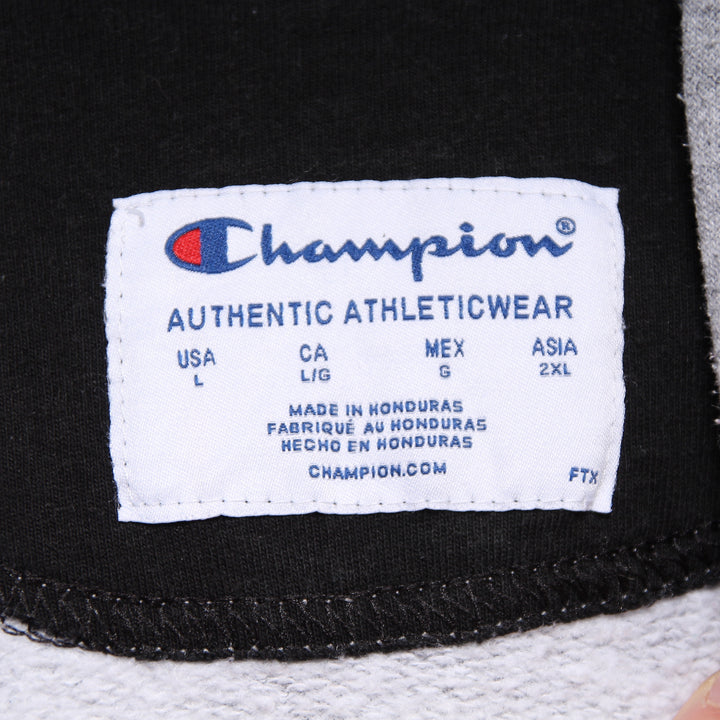 Champion®
AUTHENTIC ATHLETICWEAR
USA CA MEX ASIA
L L/G G 2XL
MADE IN HONDURAS
FABRIQUÉ AU HONDURAS
HECHO EN HONDURAS
CHAMPION.COM
FTX